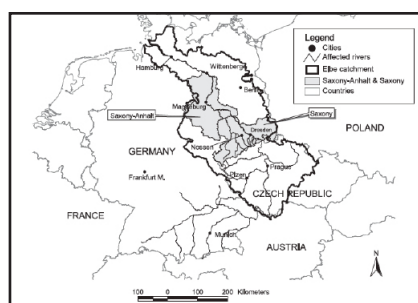 Legend
Cities
Affected rivers
Elbe catchment
Saxony-Anhalt & Saxony
Countries
Hamburg
Wittenberge
Berlin
Magdeburg
Saxony-Anhalt
Saxony
Dresden
POLAND
GERMANY
Nossen
Plzen
Prague
Frankfurt M.
CZECH REPUBLIC
FRANCE
Munich
AUSTRIA
N
100 0 100 200 Kilometers